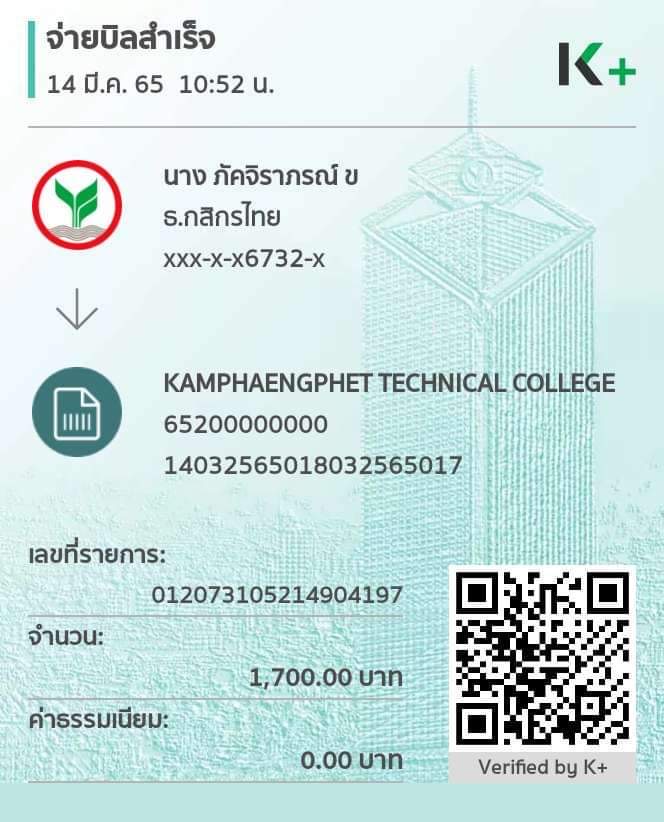 จ่ายบิลสำเร็จ
14 มี.ค. 65 10:52 น.
K+
นาง ภัคจิราภรณ์ ข
ธ.กสิกรไทย
xxx-x-x6732-x
KAMPHAENGPHET TECHNICAL COLLEGE
65200000000
14032565018032565017
เลขที่รายการ:
012073105214904197
จำนวน:
1,700.00 บาท
ค่าธรรมเนียม:
0.00 บาท
Verified by K+